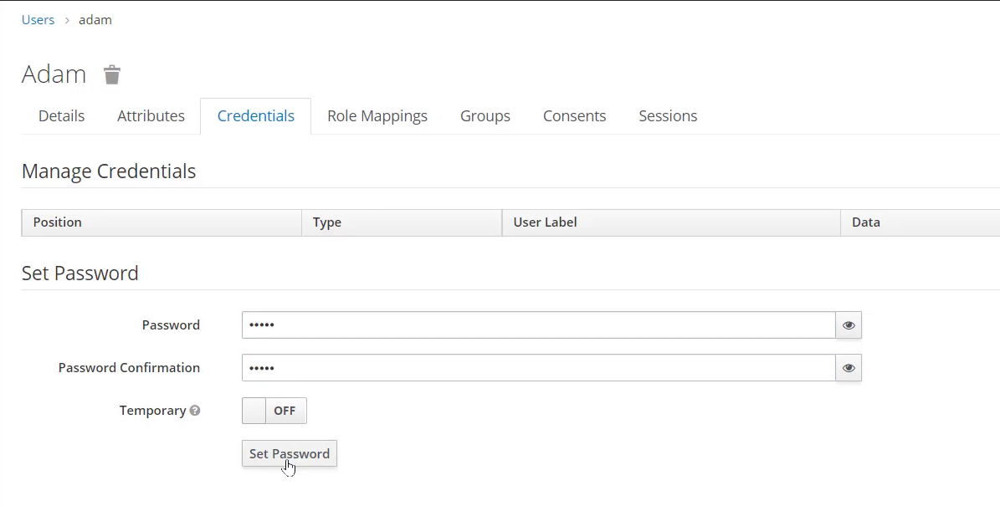 Users > adam
Adam
Details Attributes Credentials Role Mappings Groups Consents Sessions
Manage Credentials
Position Type User Label Data
Set Password
Password •••••
Password Confirmation •••••
Temporary ? OFF
Set Password